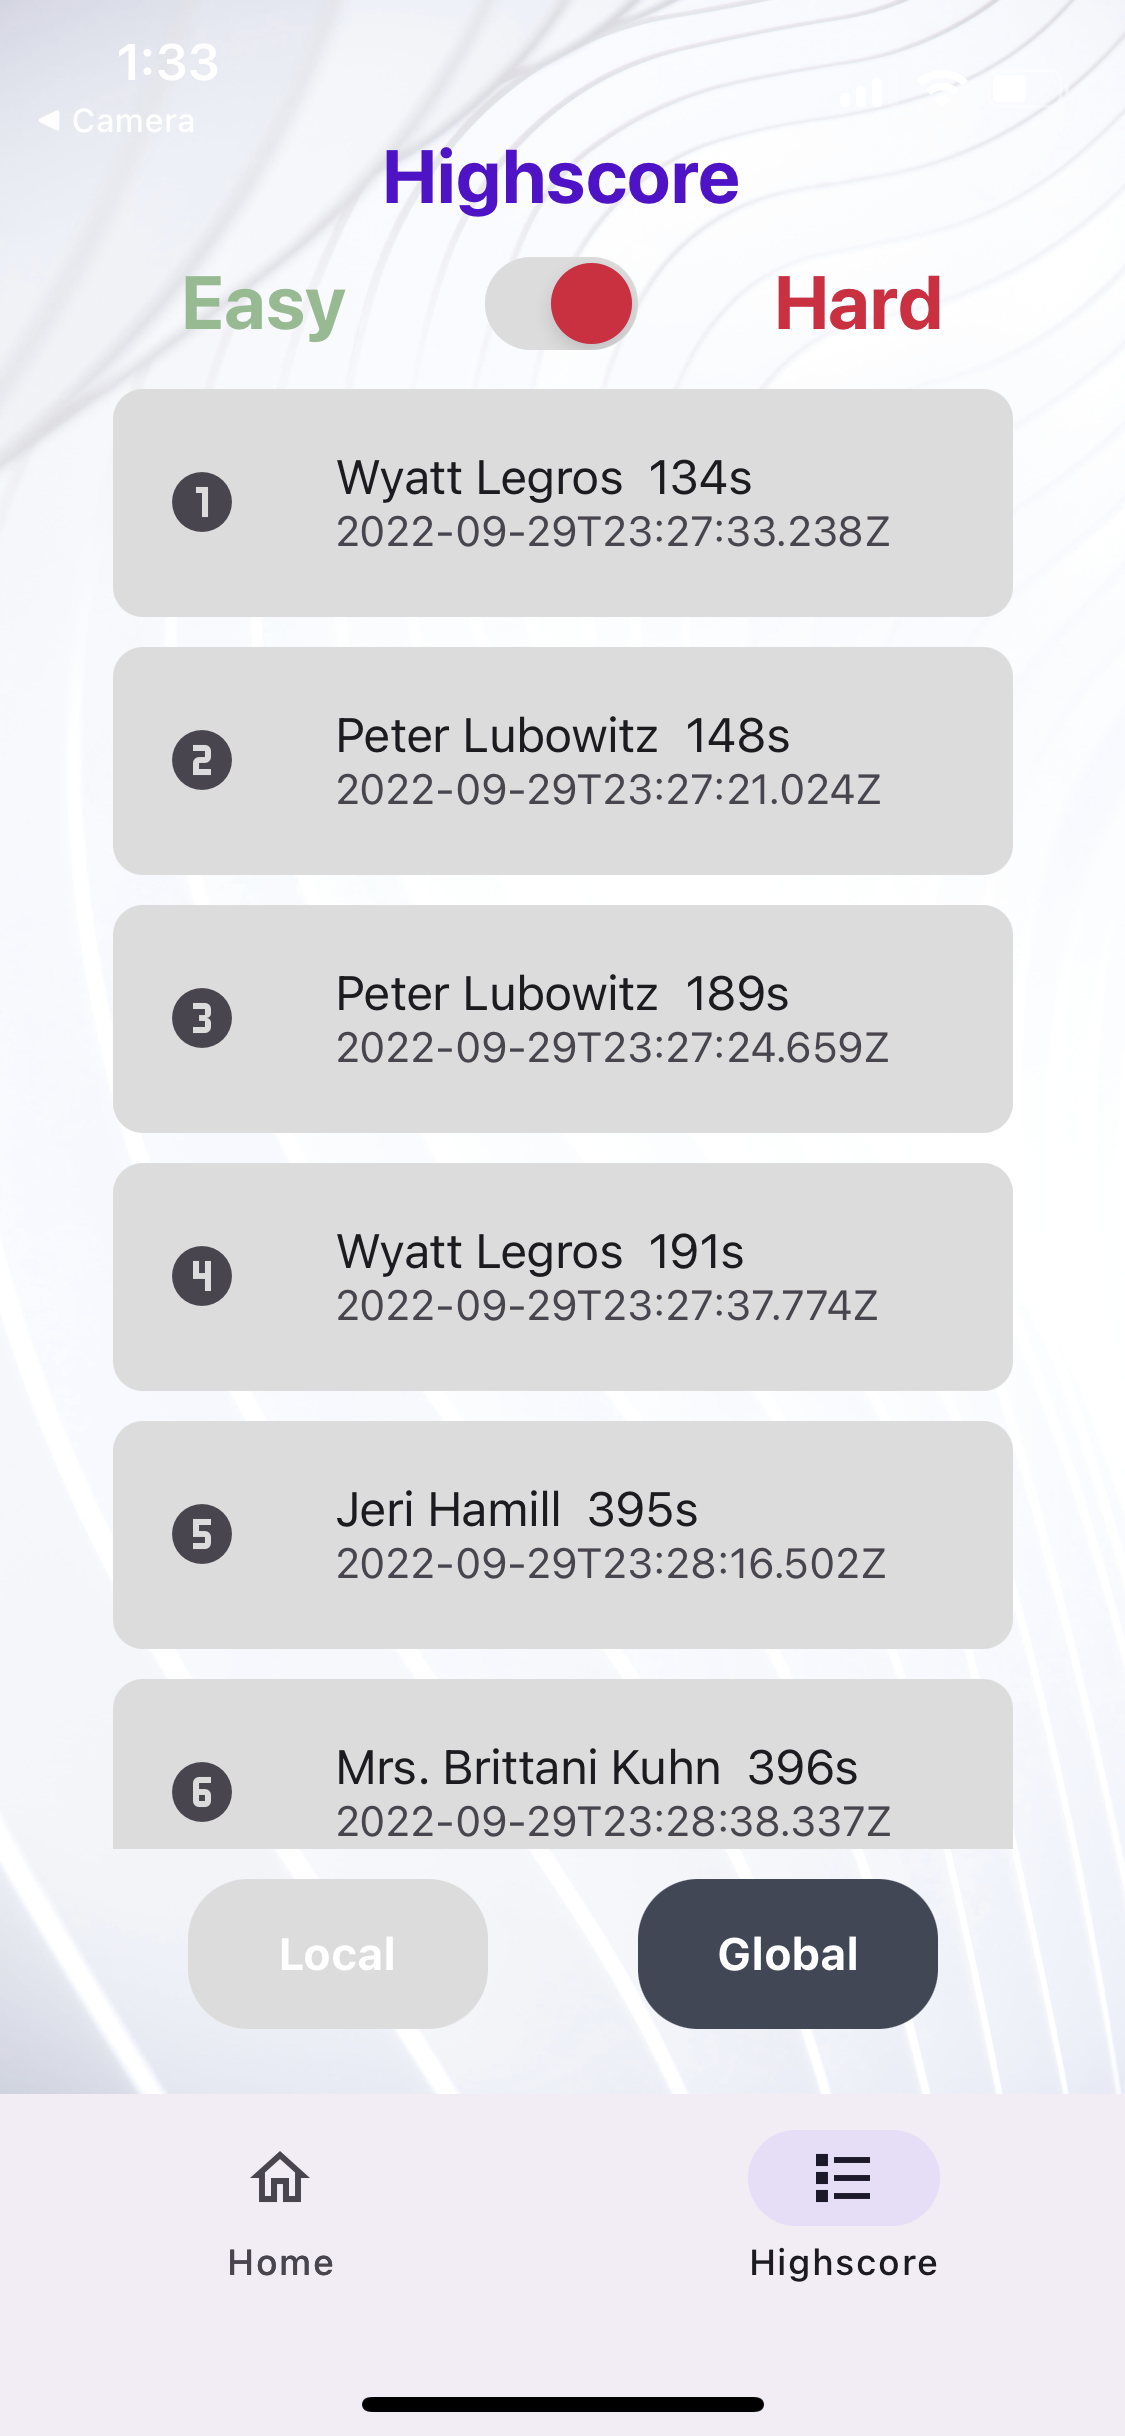 1:33
◀ Camera
Highscore
Easy Hard
1 Wyatt Legros 134s
2022-09-29T23:27:33.238Z
2 Peter Lubowitz 148s
2022-09-29T23:27:21.024Z
3 Peter Lubowitz 189s
2022-09-29T23:27:24.659Z
4 Wyatt Legros 191s
2022-09-29T23:27:37.774Z
5 Jeri Hamill 395s
2022-09-29T23:28:16.502Z
6 Mrs. Brittani Kuhn 396s
2022-09-29T23:28:38.337Z
Local Global
Home Highscore